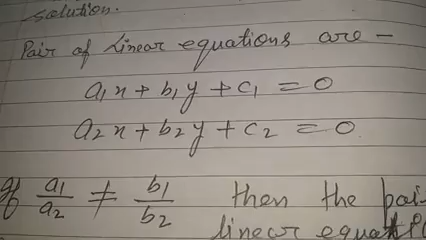 solution.
Pair of linear equations are -
a₁x + b₁y + c₁ = 0
a₂x + b₂y + c₂ = 0
If a₁/a₂ ≠ b₁/b₂ then the pai
linear equati